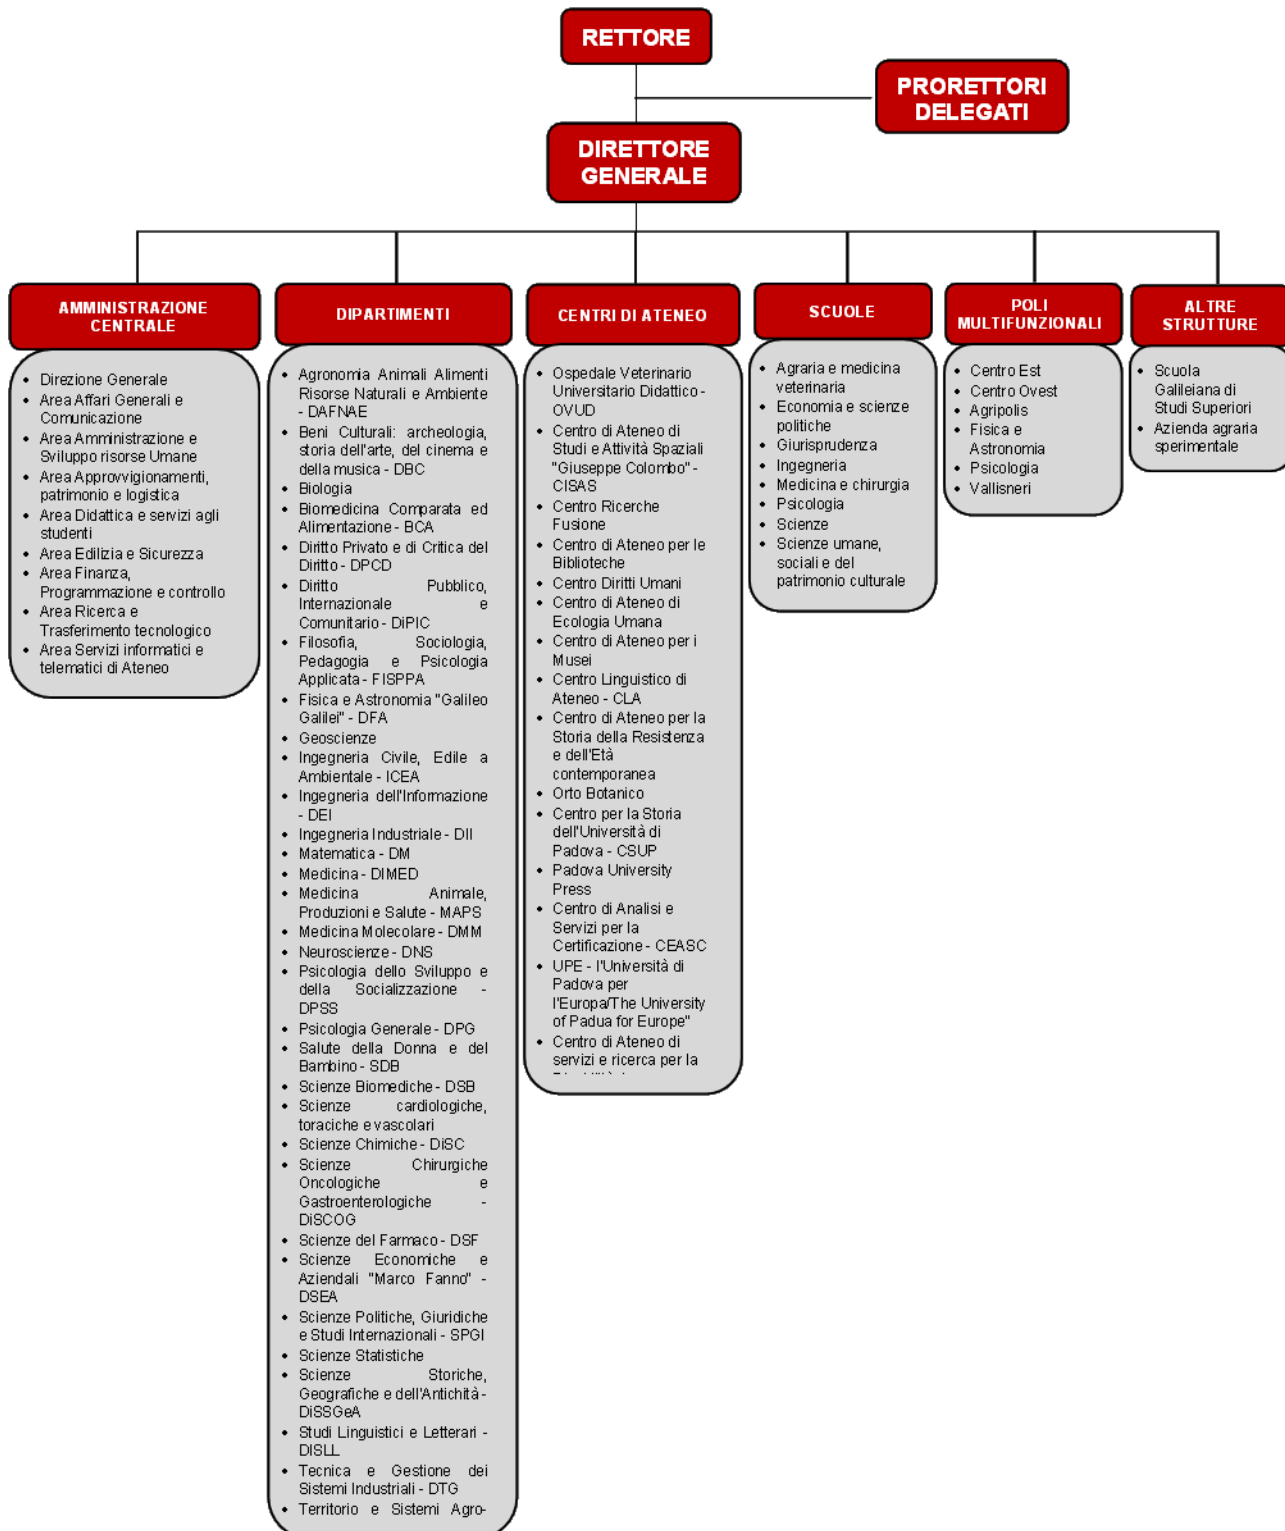 RETTORE
PRORETTORI
DELEGATI
DIRETTORE
GENERALE
AMMINISTRAZIONE
CENTRALE
• Direzione Generale
• Area Affari Generali e
Comunicazione
• Area Amministrazione e
Sviluppo risorse Umane
• Area Approvvigionamenti,
patrimonio e logistica
• Area Didattica e servizi agli
studenti
• Area Edilizia e Sicurezza
• Area Finanza,
Programmazione e controllo
• Area Ricerca e
Trasferimento tecnologico
• Area Servizi informatici e
telematici di Ateneo
DIPARTIMENTI
• Agronomia Animali Alimenti
Risorse Naturali e Ambiente
- DAFNAE
• Beni Culturali: archeologia,
storia dell'arte, del cinema e
della musica - DBC
• Biologia
• Biomedicina Comparata ed
Alimentazione - BCA
• Diritto Privato e di Critica del
Diritto - DPCD
• Diritto Pubblico,
Internazionale e
Comunitario - DiPIC
• Filosofia, Sociologia,
Pedagogia e Psicologia
Applicata - FISPPA
• Fisica e Astronomia "Galileo
Galilei" - DFA
• Geoscienze
• Ingegneria Civile, Edile a
Ambientale - ICEA
• Ingegneria dell'Informazione
- DEI
• Ingegneria Industriale - DII
• Matematica - DM
• Medicina - DIMED
• Medicina Animale,
Produzioni e Salute - MAPS
• Medicina Molecolare - DMM
• Neuroscienze - DNS
• Psicologia dello Sviluppo e
della Socializzazione -
DPSS
• Psicologia Generale - DPG
• Salute della Donna e del
Bambino - SDB
• Scienze Biomediche - DSB
• Scienze cardiologiche,
toraciche e vascolari
• Scienze Chimiche - DiSC
• Scienze Chirurgiche
Oncologiche e
Gastroenterologiche -
DiSCOG
• Scienze del Farmaco - DSF
• Scienze Economiche e
Aziendali "Marco Fanno" -
DSEA
• Scienze Politiche, Giuridiche
e Studi Internazionali - SPGI
• Scienze Statistiche
• Scienze Storiche,
Geografiche e dell'Antichità -
DiSSGeA
• Studi Linguistici e Letterari -
DISLL
• Tecnica e Gestione dei
Sistemi Industriali - DTG
• Territorio e Sistemi Agro-
CENTRI DI ATENEO
• Ospedale Veterinario
Universitario Didattico -
OVUD
• Centro di Ateneo di
Studi e Attività Spaziali
"Giuseppe Colombo" -
CISAS
• Centro Ricerche
Fusione
• Centro di Ateneo per le
Biblioteche
• Centro Diritti Umani
• Centro di Ateneo di
Ecologia Umana
• Centro di Ateneo per i
Musei
• Centro Linguistico di
Ateneo - CLA
• Centro di Ateneo per la
Storia della Resistenza
e dell'Età
contemporanea
• Orto Botanico
• Centro per la Storia
dell'Università di
Padova - CSUP
• Padova University
Press
• Centro di Analisi e
Servizi per la
Certificazione - CEASC
• UPE - l'Università di
Padova per
l'Europa/The University
of Padua for Europe"
• Centro di Ateneo di
servizi e ricerca per la
SCUOLE
• Agraria e medicina
veterinaria
• Economia e scienze
politiche
• Giurisprudenza
• Ingegneria
• Medicina e chirurgia
• Psicologia
• Scienze
• Scienze umane,
sociali e del
patrimonio culturale
POLI
MULTIFUNZIONALI
• Centro Est
• Centro Ovest
• Agripolis
• Fisica e
Astronomia
• Psicologia
• Vallisneri
ALTRE
STRUTTURE
• Scuola
Galileiana di
Studi Superiori
• Azienda agraria
sperimentale